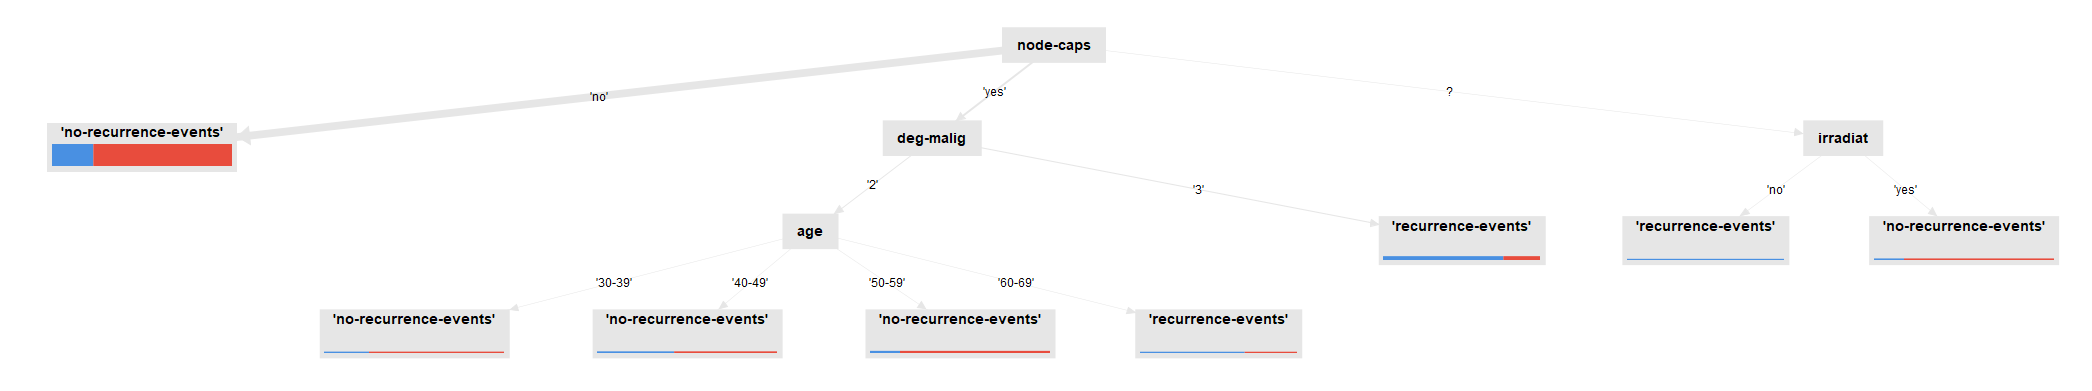 node-caps
'no'
'yes'
?
'no-recurrence-events'
deg-malig
irradiat
'2'
'3'
'no'
'yes'
age
'recurrence-events'
'recurrence-events'
'no-recurrence-events'
'30-39'
'40-49'
'50-59'
'60-69'
'no-recurrence-events'
'no-recurrence-events'
'no-recurrence-events'
'recurrence-events'